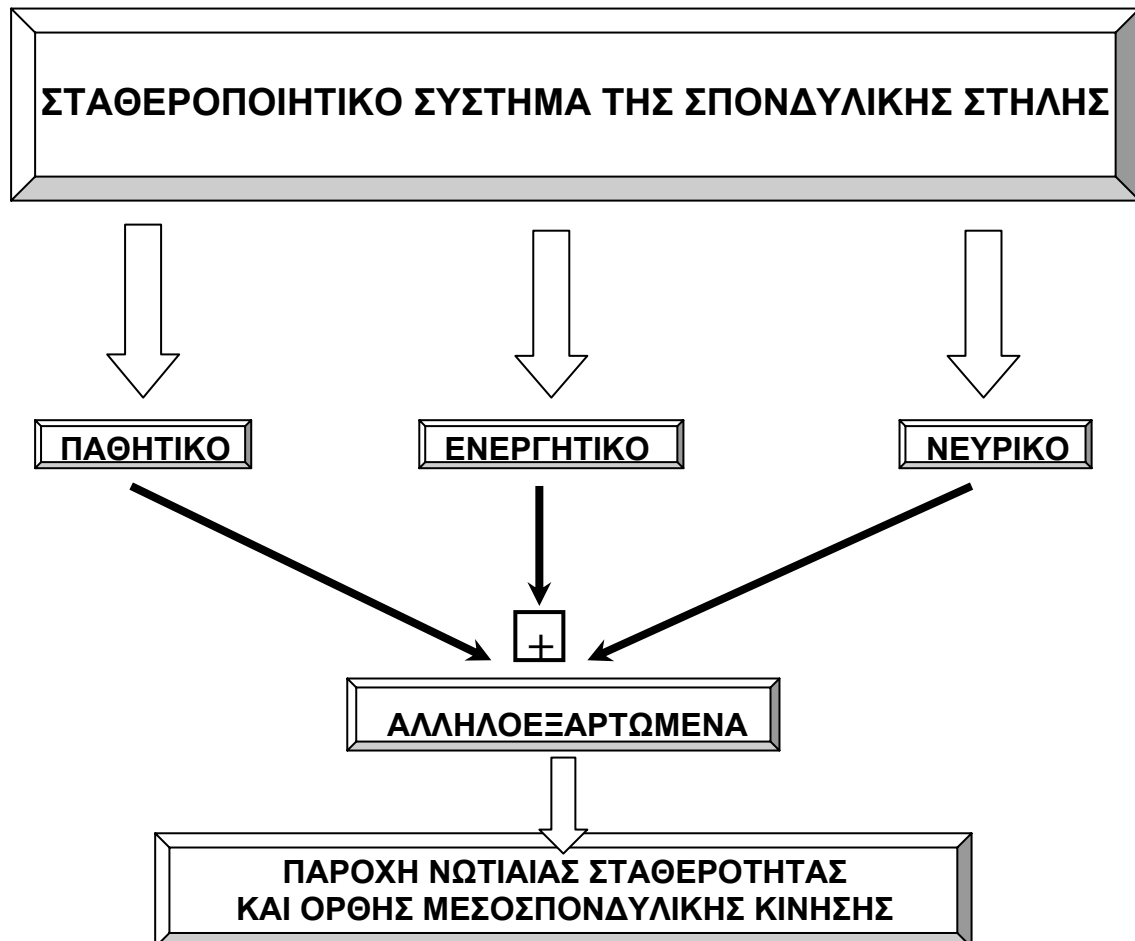 ΣΤΑΘΕΡΟΠΟΙΗΤΙΚΟ ΣΥΣΤΗΜΑ ΤΗΣ ΣΠΟΝΔΥΛΙΚΗΣ ΣΤΗΛΗΣ
ΠΑΘΗΤΙΚΟ
ΕΝΕΡΓΗΤΙΚΟ
ΝΕΥΡΙΚΟ
+
ΑΛΛΗΛΟΕΞΑΡΤΩΜΕΝΑ
ΠΑΡΟΧΗ ΝΩΤΙΑΙΑΣ ΣΤΑΘΕΡΟΤΗΤΑΣ
ΚΑΙ ΟΡΘΗΣ ΜΕΣΟΣΠΟΝΔΥΛΙΚΗΣ ΚΙΝΗΣΗΣ